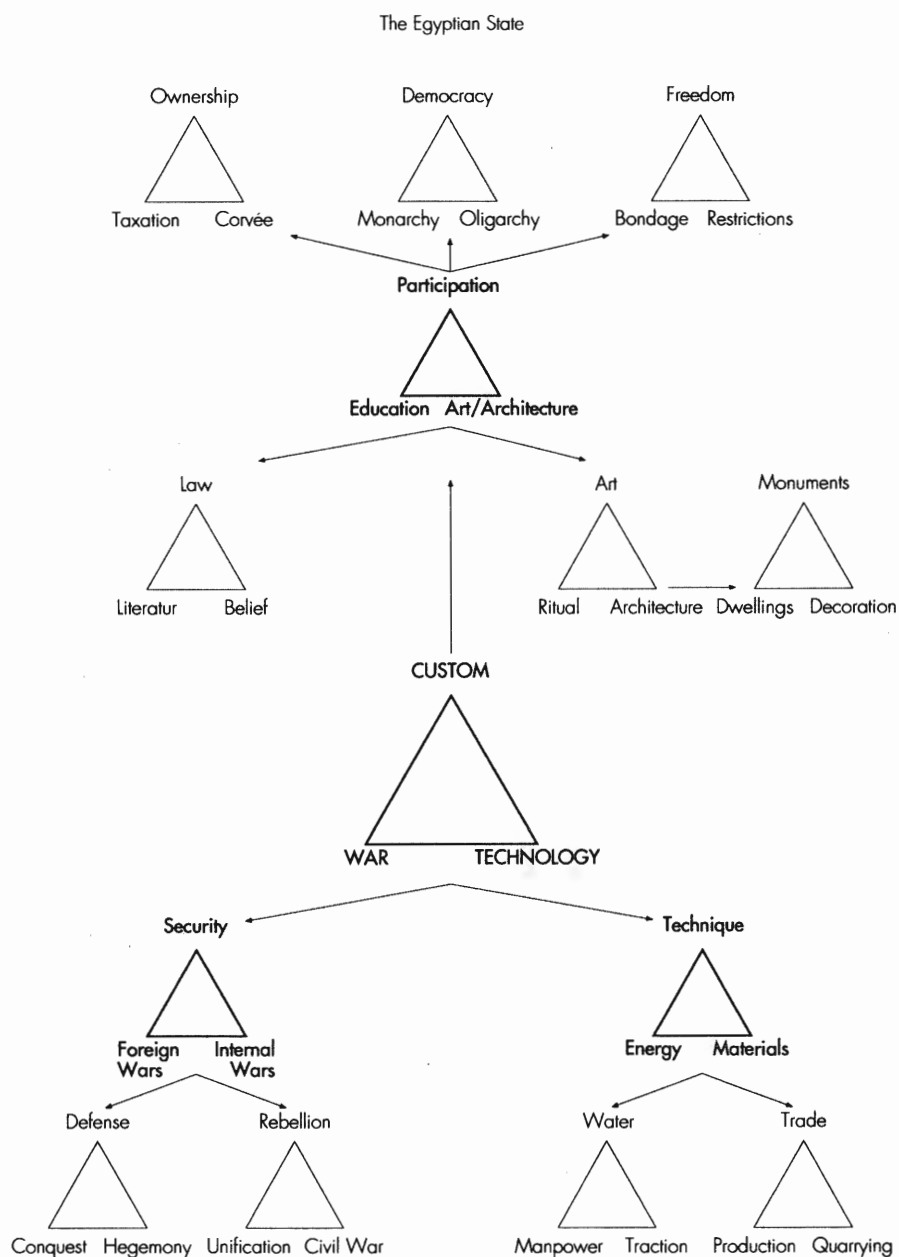 The Egyptian State
Ownership Democracy Freedom
Taxation Corvée Monarchy Oligarchy Bondage Restrictions
Participation
Education Art/Architecture
Law Art Monuments
Literatur Belief Ritual Architecture Dwellings Decoration
CUSTOM
WAR TECHNOLOGY
Security Technique
Foreign Wars Internal Wars Energy Materials
Defense Rebellion Water Trade
Conquest Hegemony Unification Civil War Manpower Traction Production Quarrying